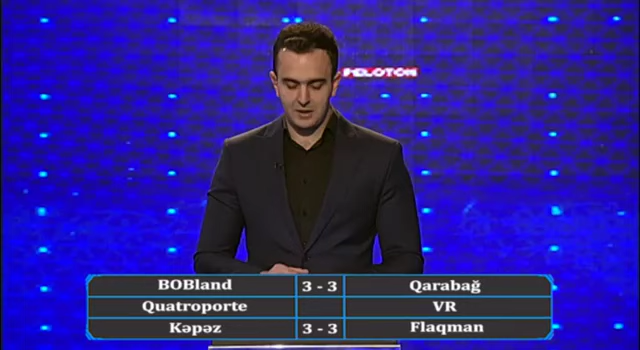 PELOTON
BOBland 3 - 3 Qarabağ
Quatroporte VR
Kəpəz 3 - 3 Flaqman